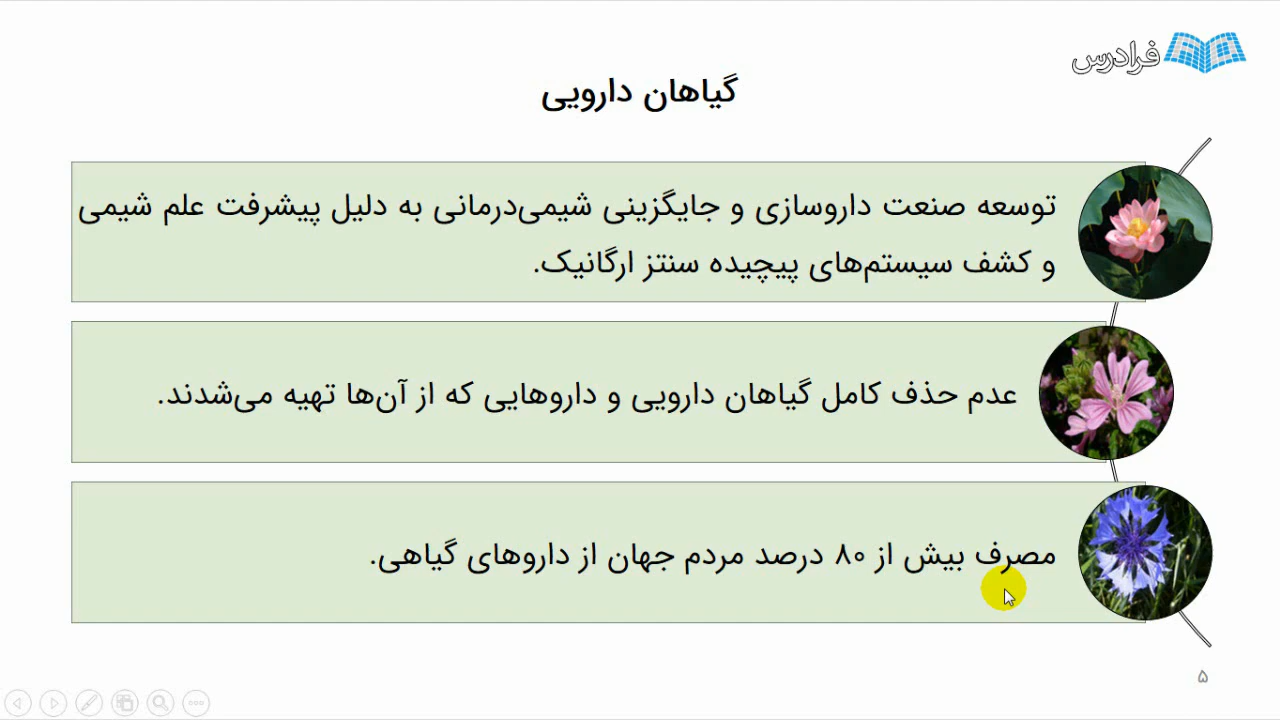 فرادرس
گیاهان دارویی
توسعه صنعت داروسازی و جایگزینی شیمی‌درمانی به دلیل پیشرفت علم شیمی
و کشف سیستم‌های پیچیده سنتز ارگانیک.
عدم حذف کامل گیاهان دارویی و داروهایی که از آن‌ها تهیه می‌شدند.
مصرف بیش از ۸۰ درصد مردم جهان از داروهای گیاهی.
۵